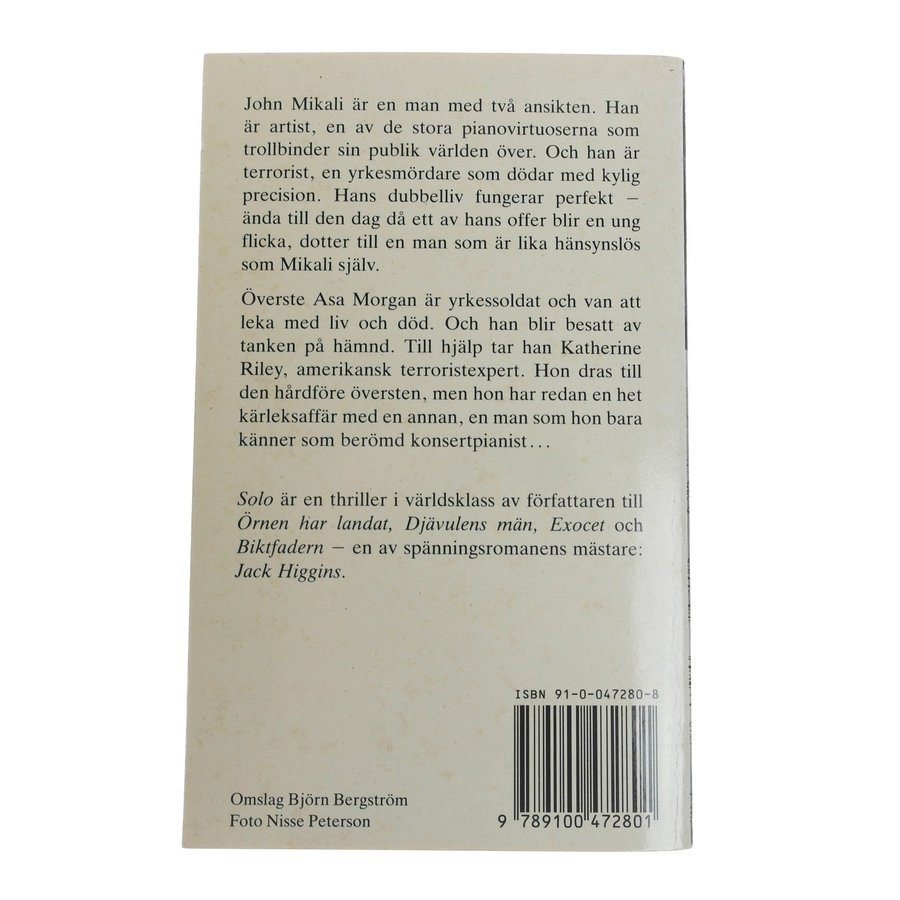 John Mikali är en man med två ansikten. Han
är artist, en av de stora pianovirtuoserna som
trollbinder sin publik världen över. Och han är
terrorist, en yrkesmördare som dödar med kylig
precision. Hans dubbelliv fungerar perfekt –
ända till den dag då ett av hans offer blir en ung
flicka, dotter till en man som är lika hänsynslös
som Mikali själv.
Överste Asa Morgan är yrkessoldat och van att
leka med liv och död. Och han blir besatt av
tanken på hämnd. Till hjälp tar han Katherine
Riley, amerikansk terroristexpert. Hon dras till
den hårdföre översten, men hon har redan en het
kärleksaffär med en annan, en man som hon bara
känner som berömd konsertpianist...
Solo är en thriller i världsklass av författaren till
Örnen har landat, Djävulens män, Exocet och
Biktfadern – en av spänningsromanens mästare:
Jack Higgins.
ISBN 91-0-047280-8
9 789100 472801
Omslag Björn Bergström
Foto Nisse Peterson